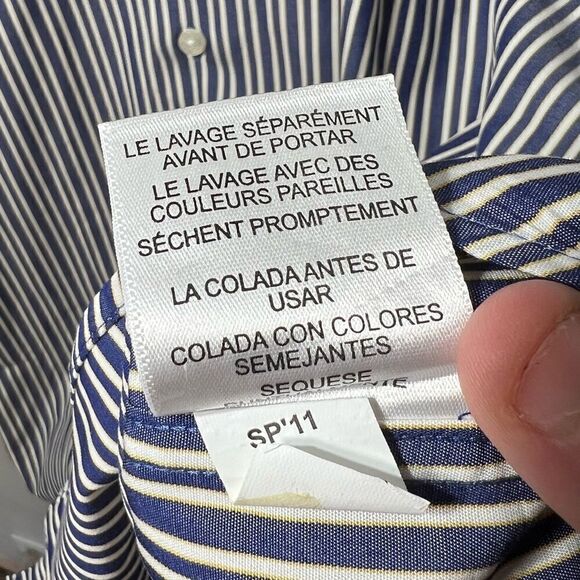 LE LAVAGE SÉPARÉMENT
AVANT DE PORTAR
LE LAVAGE AVEC DES
COULEURS PAREILLES
SÉCHENT PROMPTEMENT
LA COLADA ANTES DE
USAR
COLADA CON COLORES
SEMEJANTES
SEQUESE
SP'11